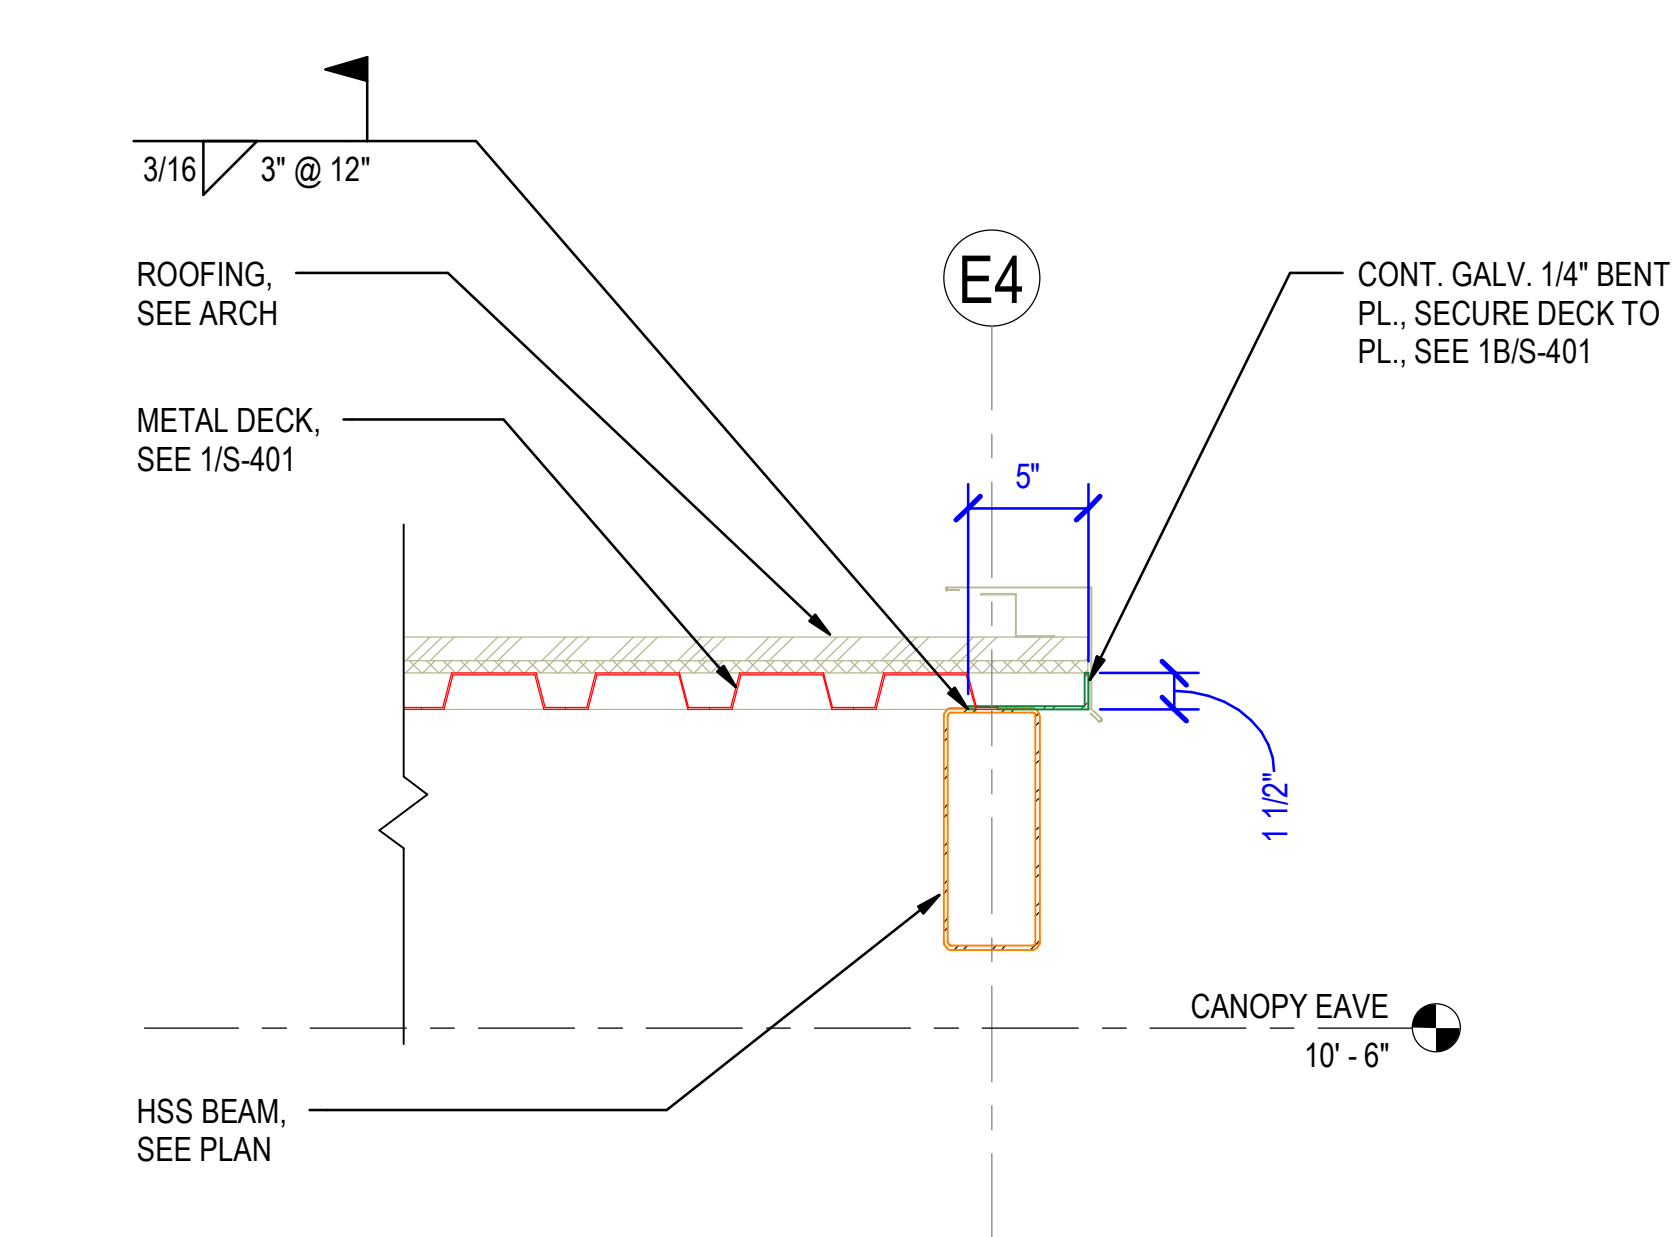 3/16 3" @ 12"
ROOFING,
SEE ARCH
E4
CONT. GALV. 1/4" BENT
PL., SECURE DECK TO
PL., SEE 1B/S-401
METAL DECK,
SEE 1/S-401
5"
1 1/2"
CANOPY EAVE
10' - 6"
HSS BEAM,
SEE PLAN